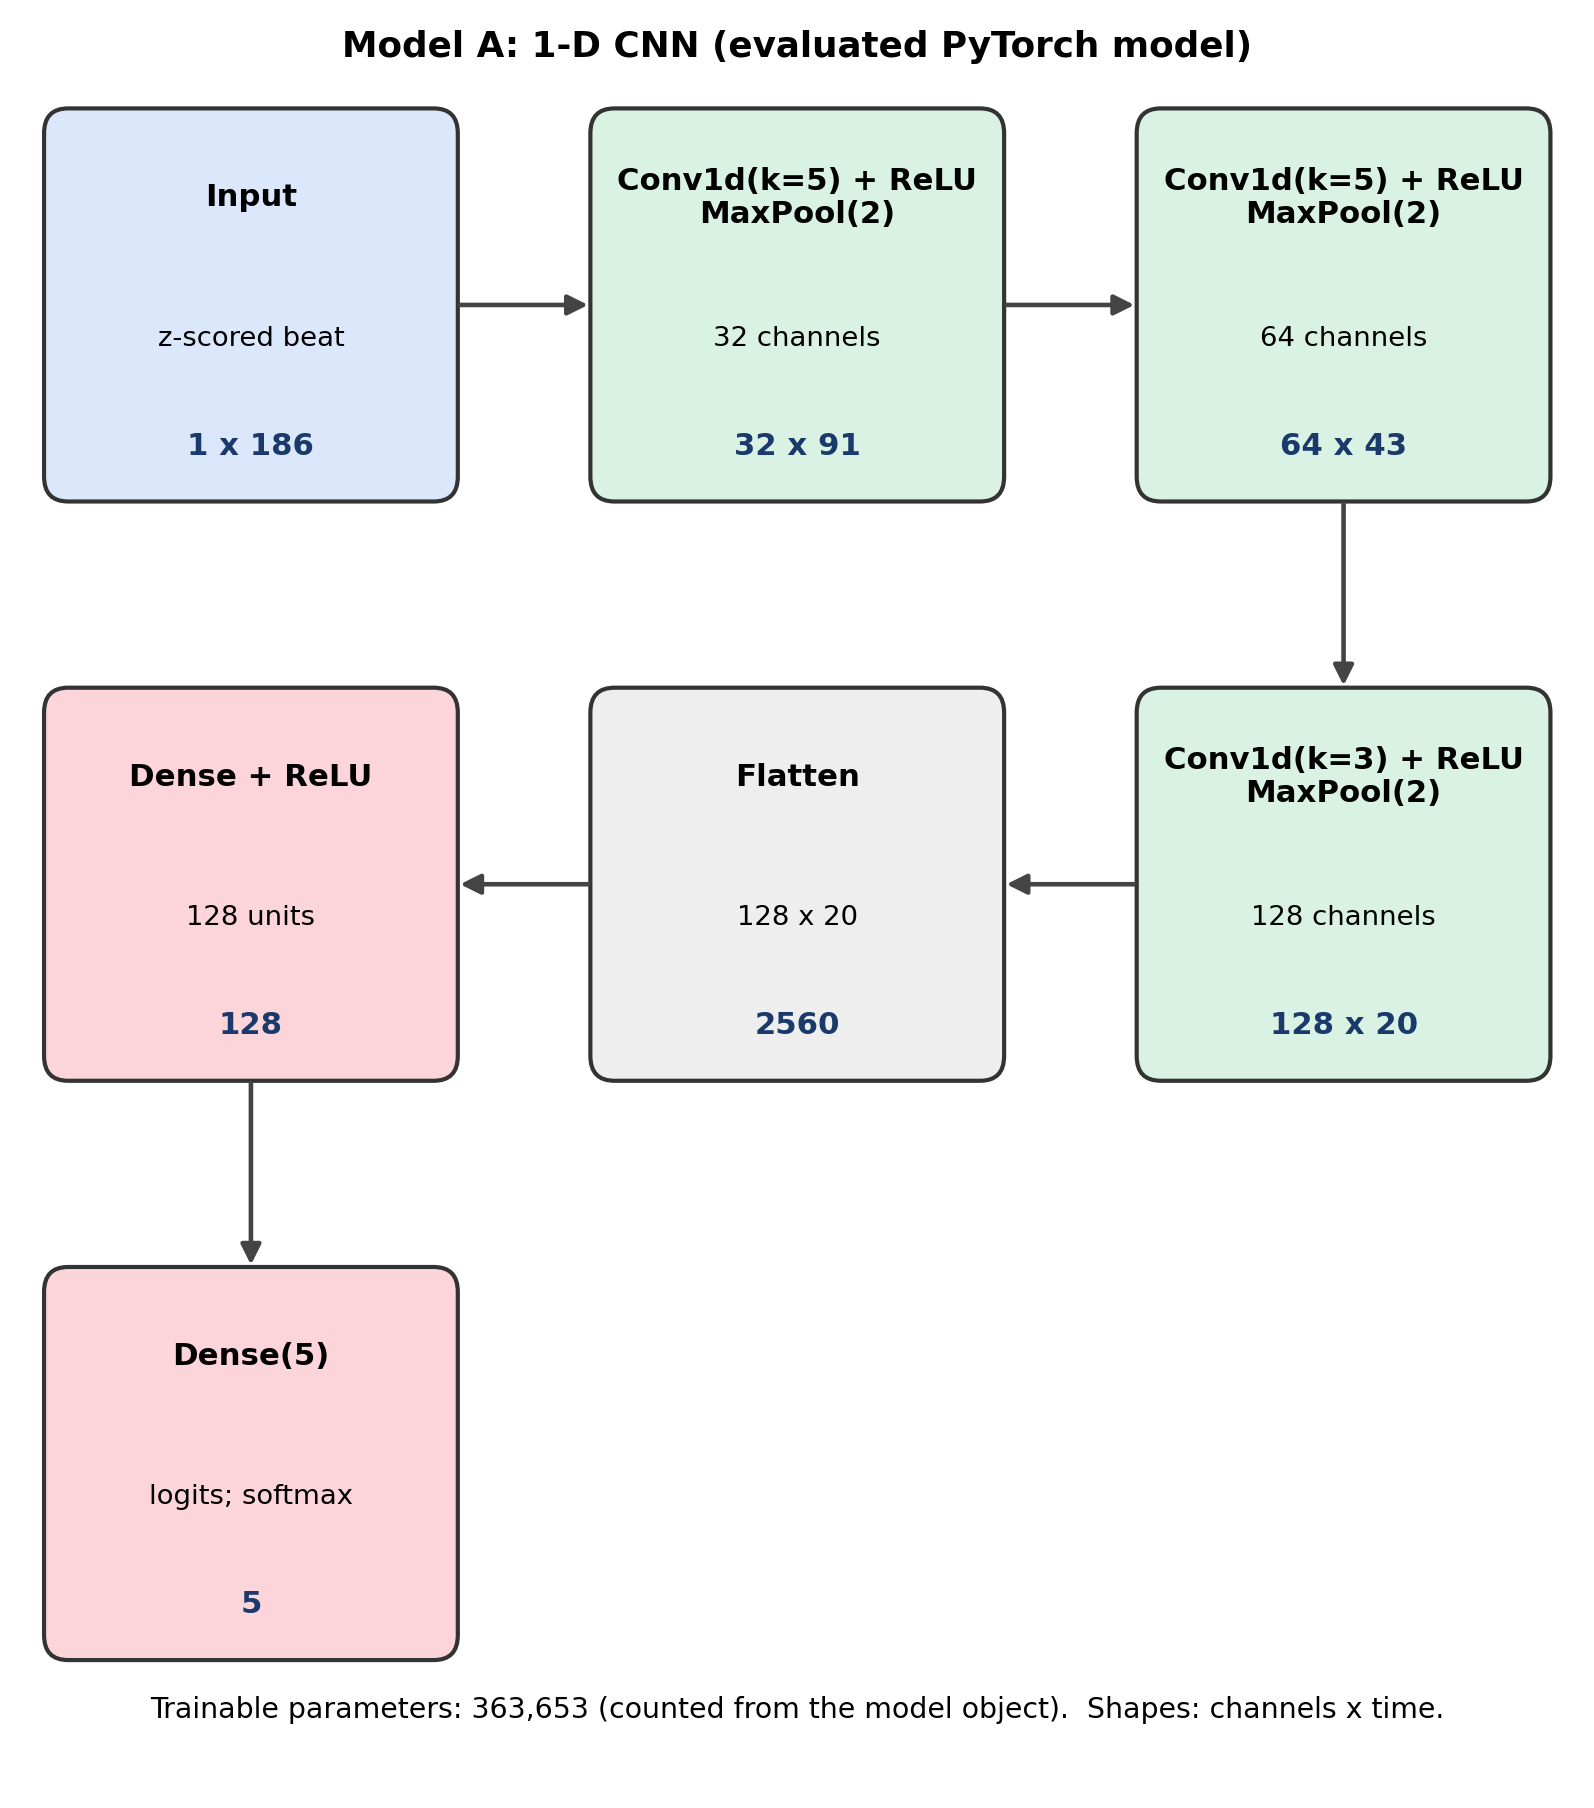 Model A: 1-D CNN (evaluated PyTorch model)
Input
z-scored beat
1 x 186
Conv1d(k=5) + ReLU
MaxPool(2)
32 channels
32 x 91
Conv1d(k=5) + ReLU
MaxPool(2)
64 channels
64 x 43
Conv1d(k=3) + ReLU
MaxPool(2)
128 channels
128 x 20
Flatten
128 x 20
2560
Dense + ReLU
128 units
128
Dense(5)
logits; softmax
5
Trainable parameters: 363,653 (counted from the model object).  Shapes: channels x time.